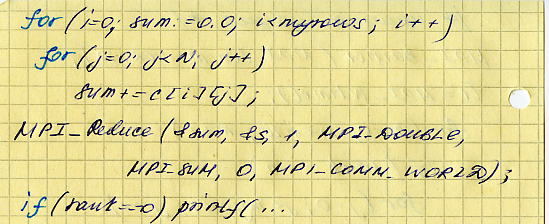 for (i=0; sum=0.0; i<myrows; i++)
for (j=0; j<N; j++)
sum+=c[i][j];
MPI_Reduce (&sum, &s, 1, MPI_DOUBLE,
MPI_SUM, 0, MPI_COMM_WORLD);
if (rank==0) printf( ...